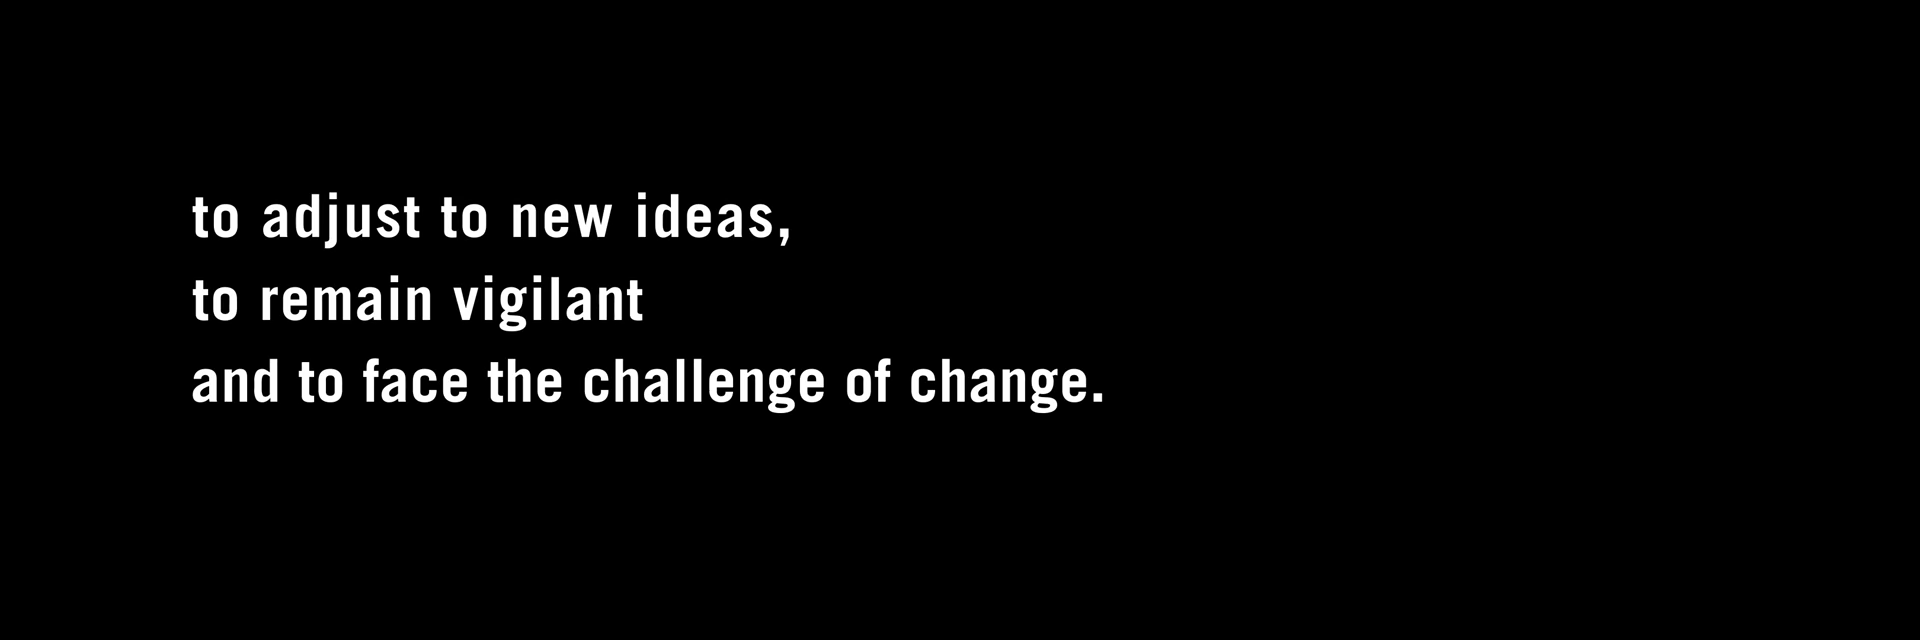 to adjust to new ideas,
to remain vigilant
and to face the challenge of change.